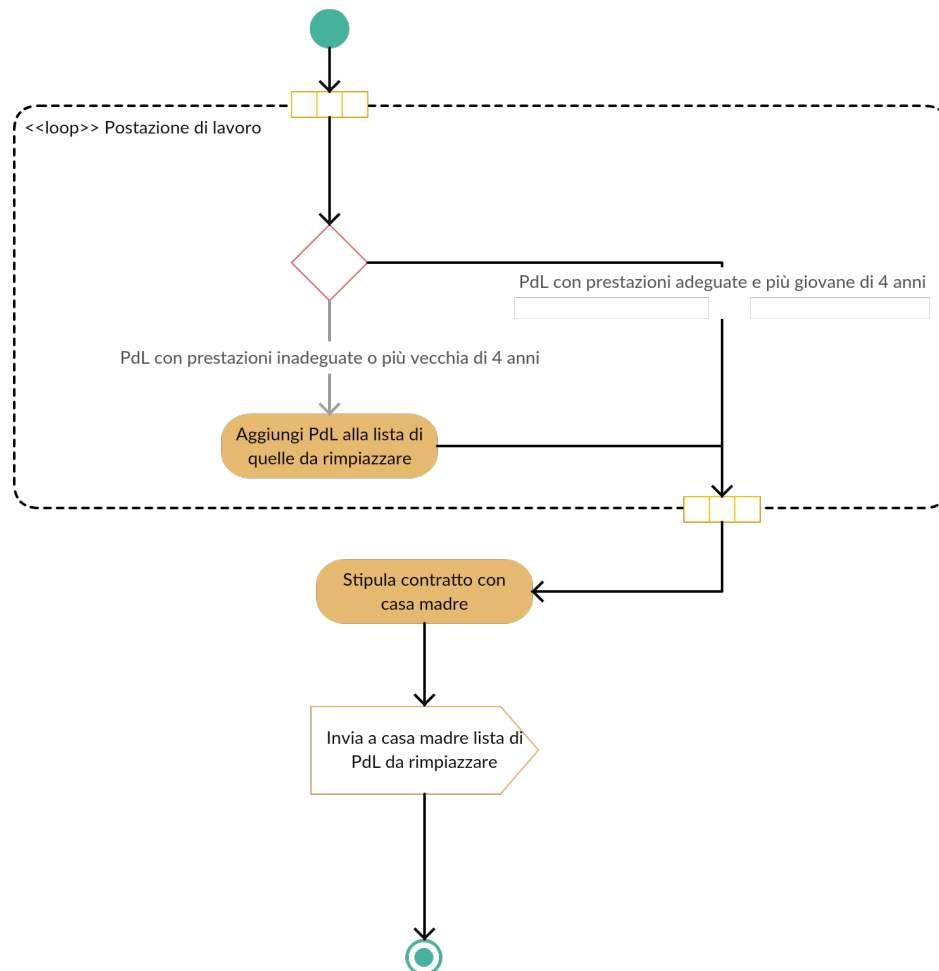 <<loop>> Postazione di lavoro
PdL con prestazioni adeguate e più giovane di 4 anni
PdL con prestazioni inadeguate o più vecchia di 4 anni
Aggiungi PdL alla lista di
quelle da rimpiazzare
Stipula contratto con
casa madre
Invia a casa madre lista di
PdL da rimpiazzare